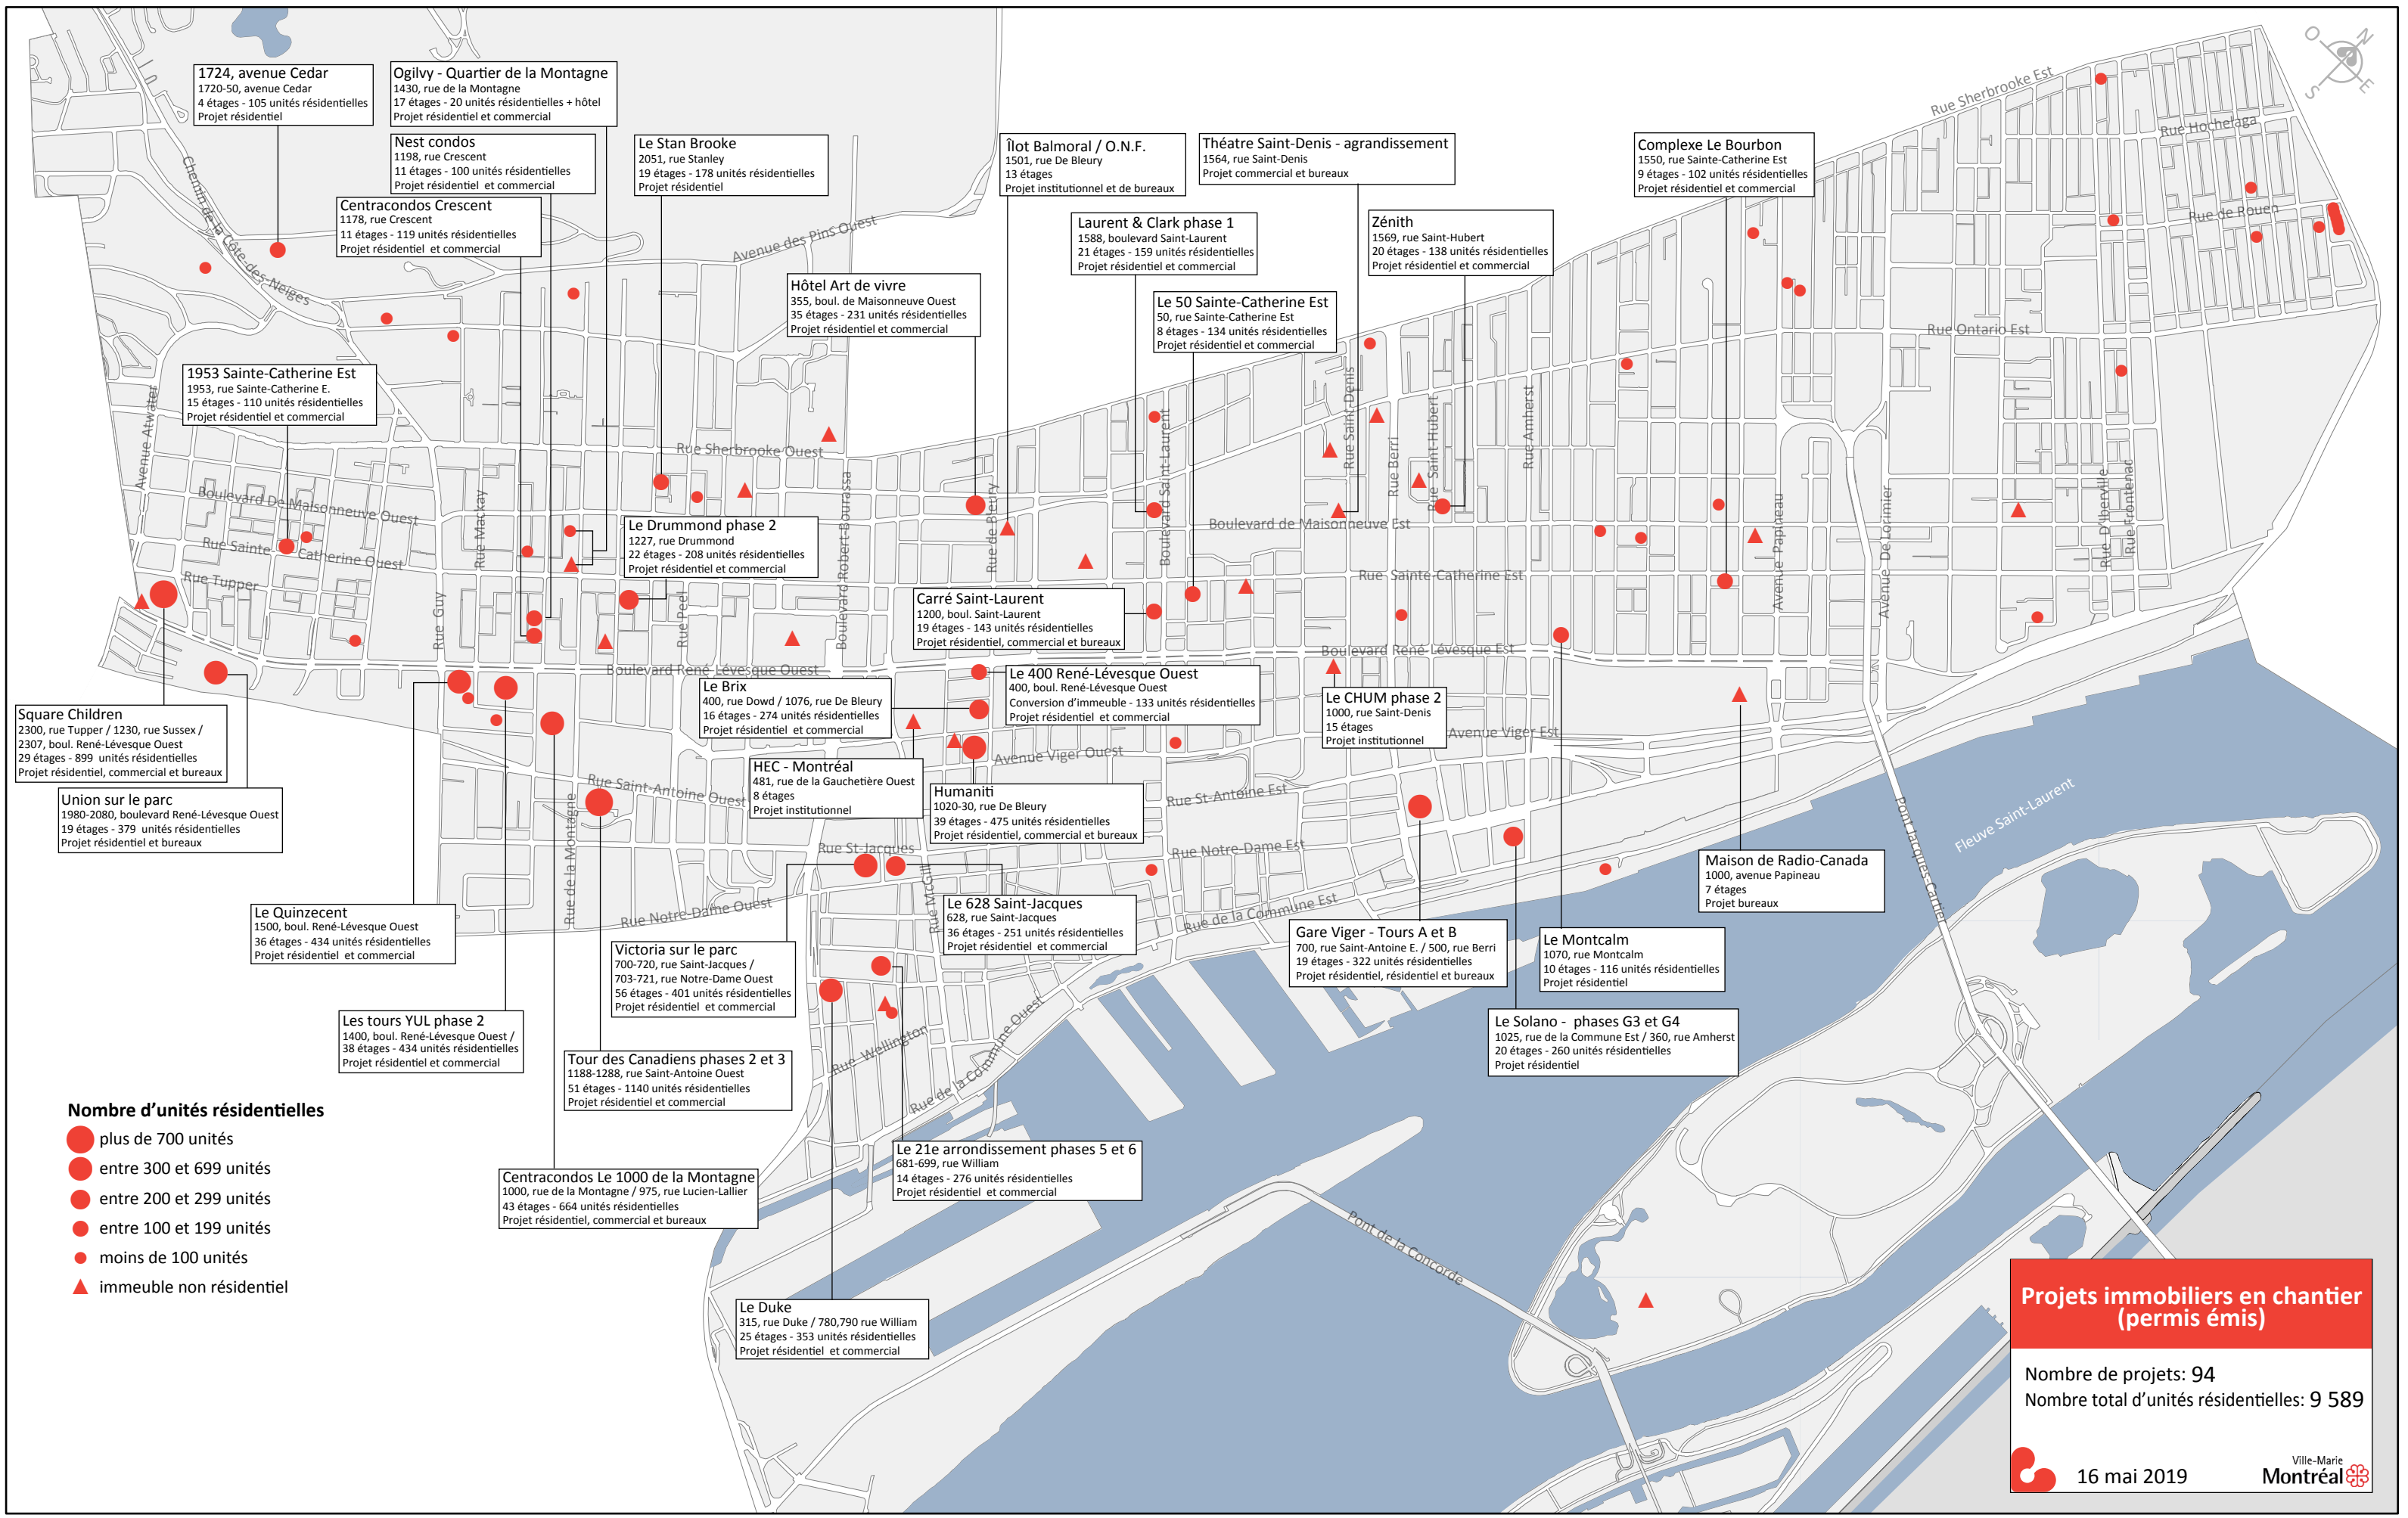 1724, avenue Cedar
1720-50, avenue Cedar
4 étages - 105 unités résidentielles
Projet résidentiel
Ogilvy - Quartier de la Montagne
1430, rue de la Montagne
17 étages - 20 unités résidentielles + hôtel
Projet résidentiel et commercial
Nest condos
1198, rue Crescent
11 étages - 100 unités résidentielles
Projet résidentiel et commercial
Centracondos Crescent
1178, rue Crescent
11 étages - 119 unités résidentielles
Projet résidentiel et commercial
Le Stan Brooke
2051, rue Stanley
19 étages - 178 unités résidentielles
Projet résidentiel
Hôtel Art de vivre
355, boul. de Maisonneuve Ouest
35 étages - 231 unités résidentielles
Projet résidentiel et commercial
Îlot Balmoral / O.N.F.
1501, rue De Bleury
13 étages
Projet institutionnel et de bureaux
Théatre Saint-Denis - agrandissement
1564, rue Saint-Denis
Projet commercial et bureaux
Laurent & Clark phase 1
1588, boulevard Saint-Laurent
21 étages - 159 unités résidentielles
Projet résidentiel et commercial
Zénith
1569, rue Saint-Hubert
20 étages - 138 unités résidentielles
Projet résidentiel et commercial
Le 50 Sainte-Catherine Est
50, rue Sainte-Catherine Est
8 étages - 134 unités résidentielles
Projet résidentiel et commercial
Complexe Le Bourbon
1550, rue Sainte-Catherine Est
9 étages - 102 unités résidentielles
Projet résidentiel et commercial
1953 Sainte-Catherine Est
1953, rue Sainte-Catherine E.
15 étages - 110 unités résidentielles
Projet résidentiel et commercial
Le Drummond phase 2
1227, rue Drummond
22 étages - 208 unités résidentielles
Projet résidentiel et commercial
Carré Saint-Laurent
1200, boul. Saint-Laurent
19 étages - 143 unités résidentielles
Projet résidentiel, commercial et bureaux
Le 400 René-Lévesque Ouest
400, boul. René-Lévesque Ouest
Conversion d'immeuble - 133 unités résidentielles
Projet résidentiel et commercial
Le Brix
400, rue Dowd / 1076, rue De Bleury
16 étages - 274 unités résidentielles
Projet résidentiel et commercial
Le CHUM phase 2
1000, rue Saint-Denis
15 étages
Projet institutionnel
HEC - Montréal
481, rue de la Gauchetière Ouest
8 étages
Projet institutionnel
Humaniti
1020-30, rue De Bleury
39 étages - 475 unités résidentielles
Projet résidentiel, commercial et bureaux
Square Children
2300, rue Tupper / 1230, rue Sussex /
2307, boul. René-Lévesque Ouest
29 étages - 899 unités résidentielles
Projet résidentiel, commercial et bureaux
Union sur le parc
1980-2080, boulevard René-Lévesque Ouest
19 étages - 379 unités résidentielles
Projet résidentiel et bureaux
Le Quinzecent
1500, boul. René-Lévesque Ouest
36 étages - 434 unités résidentielles
Projet résidentiel et commercial
Les tours YUL phase 2
1400, boul. René-Lévesque Ouest /
38 étages - 434 unités résidentielles
Projet résidentiel et commercial
Victoria sur le parc
700-720, rue Saint-Jacques /
703-721, rue Notre-Dame Ouest
56 étages - 401 unités résidentielles
Projet résidentiel et commercial
Le 628 Saint-Jacques
628, rue Saint-Jacques
36 étages - 251 unités résidentielles
Projet résidentiel et commercial
Tour des Canadiens phases 2 et 3
1188-1288, rue Saint-Antoine Ouest
51 étages - 1140 unités résidentielles
Projet résidentiel et commercial
Centracondos Le 1000 de la Montagne
1000, rue de la Montagne / 975, rue Lucien-Lallier
43 étages - 664 unités résidentielles
Projet résidentiel, commercial et bureaux
Le 21e arrondissement phases 5 et 6
681-699, rue William
14 étages - 276 unités résidentielles
Projet résidentiel et commercial
Le Duke
315, rue Duke / 780,790 rue William
25 étages - 353 unités résidentielles
Projet résidentiel et commercial
Gare Viger - Tours A et B
700, rue Saint-Antoine E. / 500, rue Berri
19 étages - 322 unités résidentielles
Projet résidentiel, résidentiel et bureaux
Le Montcalm
1070, rue Montcalm
10 étages - 116 unités résidentielles
Projet résidentiel
Le Solano - phases G3 et G4
1025, rue de la Commune Est / 360, rue Amherst
20 étages - 260 unités résidentielles
Projet résidentiel
Maison de Radio-Canada
1000, avenue Papineau
7 étages
Projet bureaux
Chemin de la Côte-des-Neiges
Avenue des Pins Ouest
Avenue Atwater
Rue Sherbrooke Ouest
Boulevard De Maisonneuve Ouest
Rue Sainte-Catherine Ouest
Rue Tupper
Rue Guy
Rue Mackay
Rue Peel
Boulevard Robert-Bourassa
Boulevard René-Lévesque Ouest
Rue de la Montagne
Rue Saint-Antoine Ouest
Rue St-Jacques
Rue Notre-Dame Ouest
Rue McGill
Rue Wellington
Rue de la Commune Ouest
Rue de Bleury
Avenue Viger Ouest
Boulevard Saint-Laurent
Rue Saint-Denis
Rue Berri
Rue Saint-Hubert
Rue Amherst
Boulevard de Maisonneuve Est
Rue Sainte-Catherine Est
Boulevard René-Lévesque Est
Avenue Viger Est
Rue St-Antoine Est
Rue Notre-Dame Est
Rue de la Commune Est
Avenue Papineau
Avenue De Lorimier
Rue D'Iberville
Rue Frontenac
Rue Sherbrooke Est
Rue Hochelaga
Rue de Rouen
Rue Ontario Est
Pont Jacques-Cartier
Pont de la Concorde
Fleuve Saint-Laurent
O
N
S
E
Nombre d'unités résidentielles
plus de 700 unités
entre 300 et 699 unités
entre 200 et 299 unités
entre 100 et 199 unités
moins de 100 unités
immeuble non résidentiel
Projets immobiliers en chantier
(permis émis)
Nombre de projets: 94
Nombre total d'unités résidentielles: 9 589
16 mai 2019
Ville-Marie
Montréal